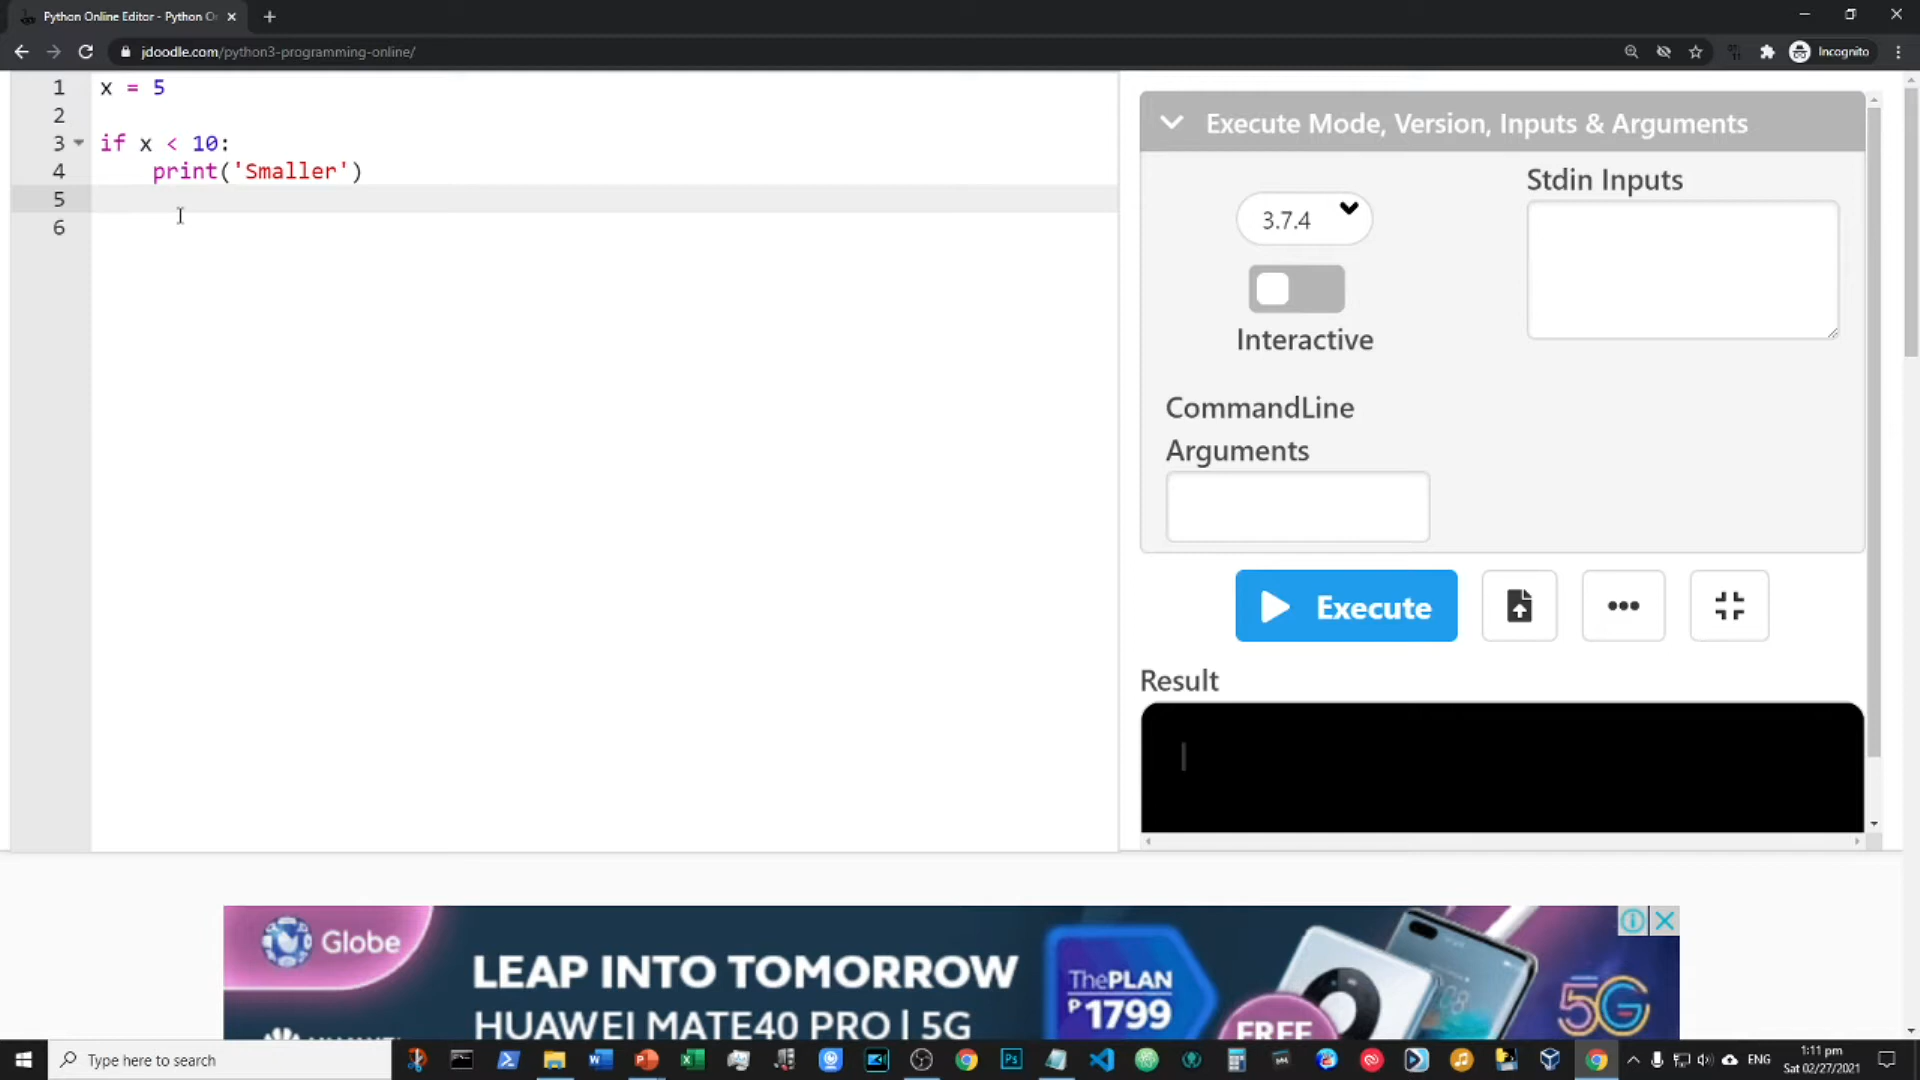 Python Online Editor - Python O
jdoodle.com/python3-programming-online/
Incognito
1 x = 5
2
3 if x < 10:
4 print('Smaller')
5
6
Execute Mode, Version, Inputs & Arguments
3.7.4
Stdin Inputs
Interactive
CommandLine
Arguments
Execute
Result
Globe
LEAP INTO TOMORROW
HUAWEI MATE40 PRO | 5G
ThePLAN
₱1799
FREE
5G
Type here to search
Ps
ENG
1:11 pm
Sat 02/27/2021